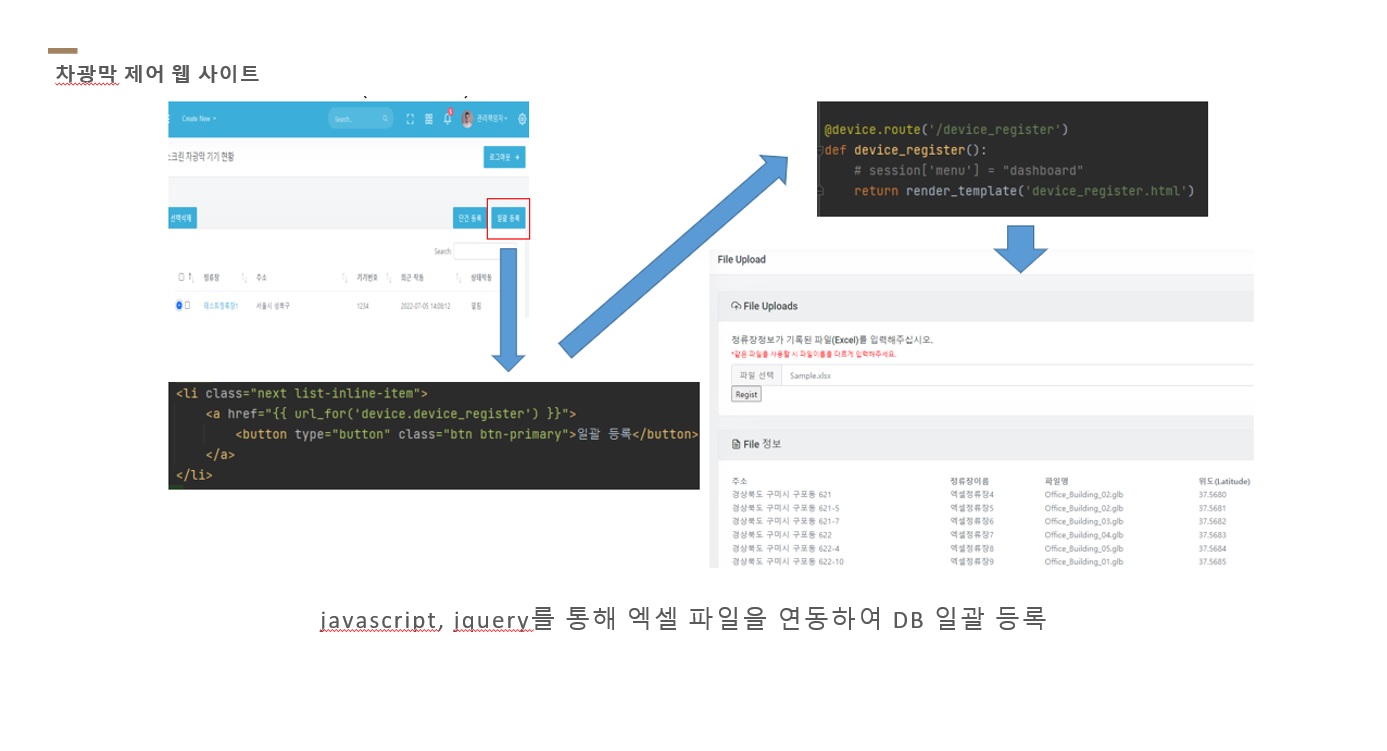 차광막 제어 웹 사이트
Create New
Search..
관리책임자
스크린 차광막 기기 현황
로그아웃
선택삭제
단건 등록
일괄 등록
Search:
정류장 주소 기기번호 최근 작동 상태작동
테스트정류장1 서울시 성북구 1234 2022-07-05 14:08:12 열림
<li class="next list-inline-item">
<a href="{{ url_for('device.device_register') }}">
<button type="button" class="btn btn-primary">일괄 등록</button>
</a>
</li>
@device.route('/device_register')
def device_register():
# session['menu'] = "dashboard"
return render_template('device_register.html')
File Upload
File Uploads
정류장정보가 기록된 파일(Excel)를 입력해주십시오.
*같은 파일을 사용할 시 파일이름을 다르게 입력해주세요.
파일 선택 Sample.xlsx
Regist
File 정보
주소 정류장이름 파일명 위도(Latitude)
경상북도 구미시 구포동 621 엑셀정류장4 Office_Building_02.glb 37.5680
경상북도 구미시 구포동 621-5 엑셀정류장5 Office_Building_02.glb 37.5681
경상북도 구미시 구포동 621-7 엑셀정류장6 Office_Building_03.glb 37.5682
경상북도 구미시 구포동 622 엑셀정류장7 Office_Building_04.glb 37.5683
경상북도 구미시 구포동 622-4 엑셀정류장8 Office_Building_05.glb 37.5684
경상북도 구미시 구포동 622-10 엑셀정류장9 Office_Building_01.glb 37.5685
javascript, jquery를 통해 엑셀 파일을 연동하여 DB 일괄 등록